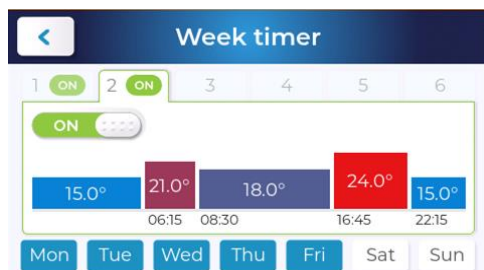 Week timer
1 ON 2 ON 3 4 5 6
ON
15.0° 21.0° 18.0° 24.0° 15.0°
06:15 08:30 16:45 22:15
Mon Tue Wed Thu Fri Sat Sun